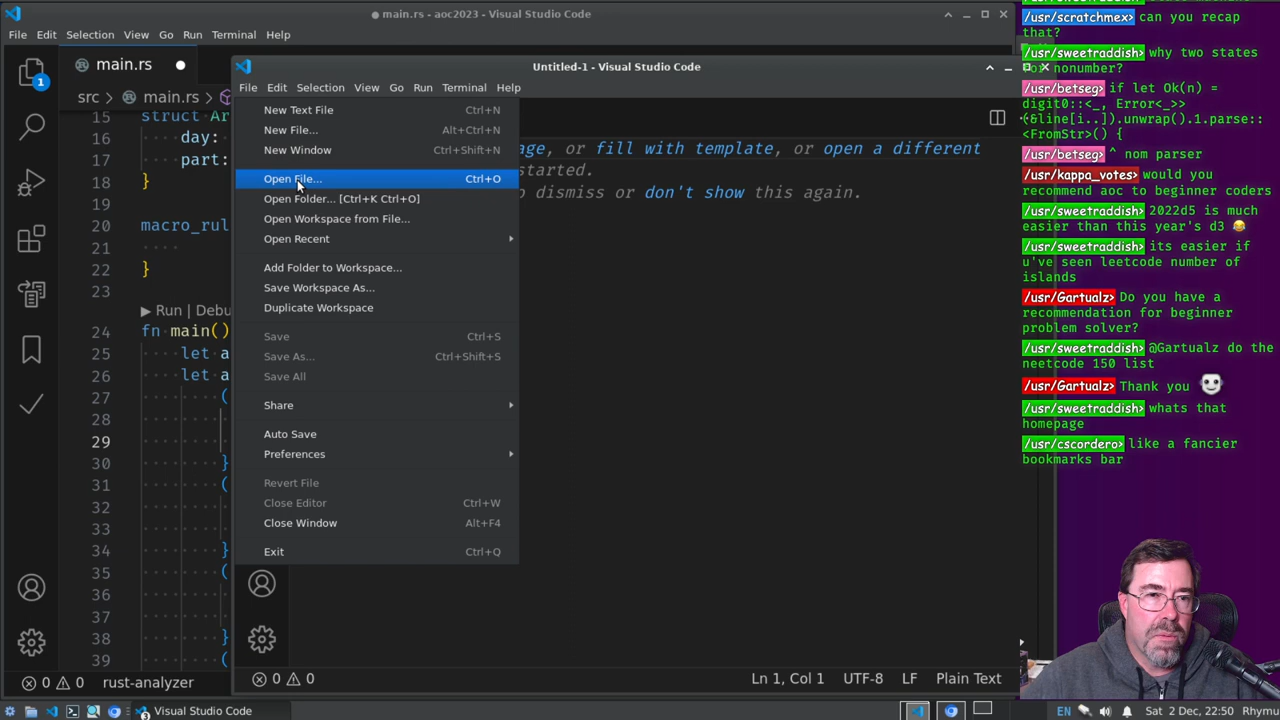 ● main.rs - aoc2023 - Visual Studio Code
File Edit Selection View Go Run Terminal Help
main.rs ●
src > main.rs >
15 struct Ar
16 day:
17 part:
18 }
19
20 macro_rul
21
22 }
23
▶ Run | Debu
24 fn main()
25 let a
26 let a
27 (
28
29
30 }
31 (
32
33
34 }
35 (
36
37
38 }
39 (
1
0 0 rust-analyzer
Untitled-1 - Visual Studio Code
File Edit Selection View Go Run Terminal Help
New Text File Ctrl+N
New File... Alt+Ctrl+N
New Window Ctrl+Shift+N
Open File... Ctrl+O
Open Folder... [Ctrl+K Ctrl+O]
Open Workspace from File...
Open Recent
Add Folder to Workspace...
Save Workspace As...
Duplicate Workspace
Save Ctrl+S
Save As... Ctrl+Shift+S
Save All
Share
Auto Save
Preferences
Revert File
Close Editor Ctrl+W
Close Window Alt+F4
Exit Ctrl+Q
age, or fill with template, or open a different
started.
to dismiss or don't show this again.
0 0 Ln 1, Col 1 UTF-8 LF Plain Text
/usr/scratchmex> can you recap
that?
/usr/sweetraddish> why two states
for nonumber?
/usr/betseg> if let Ok(n) =
digit0::<_, Error<_>>
(&line[i..]).unwrap().1.parse::
<FromStr>() {
/usr/betseg> ^ nom parser
/usr/kappa_votes> would you
recommend aoc to beginner coders
/usr/sweetraddish> 2022d5 is much
easier than this year's d3 😂
/usr/sweetraddish> its easier if
u've seen leetcode number of
islands
/usr/Gartualz> Do you have a
recommendation for beginner
problem solver?
/usr/sweetraddish> @Gartualz do the
neetcode 150 list
/usr/Gartualz> Thank you
/usr/sweetraddish> whats that
homepage
/usr/cscordero> like a fancier
bookmarks bar
3 Visual Studio Code
EN Sat 2 Dec, 22:50 Rhymu